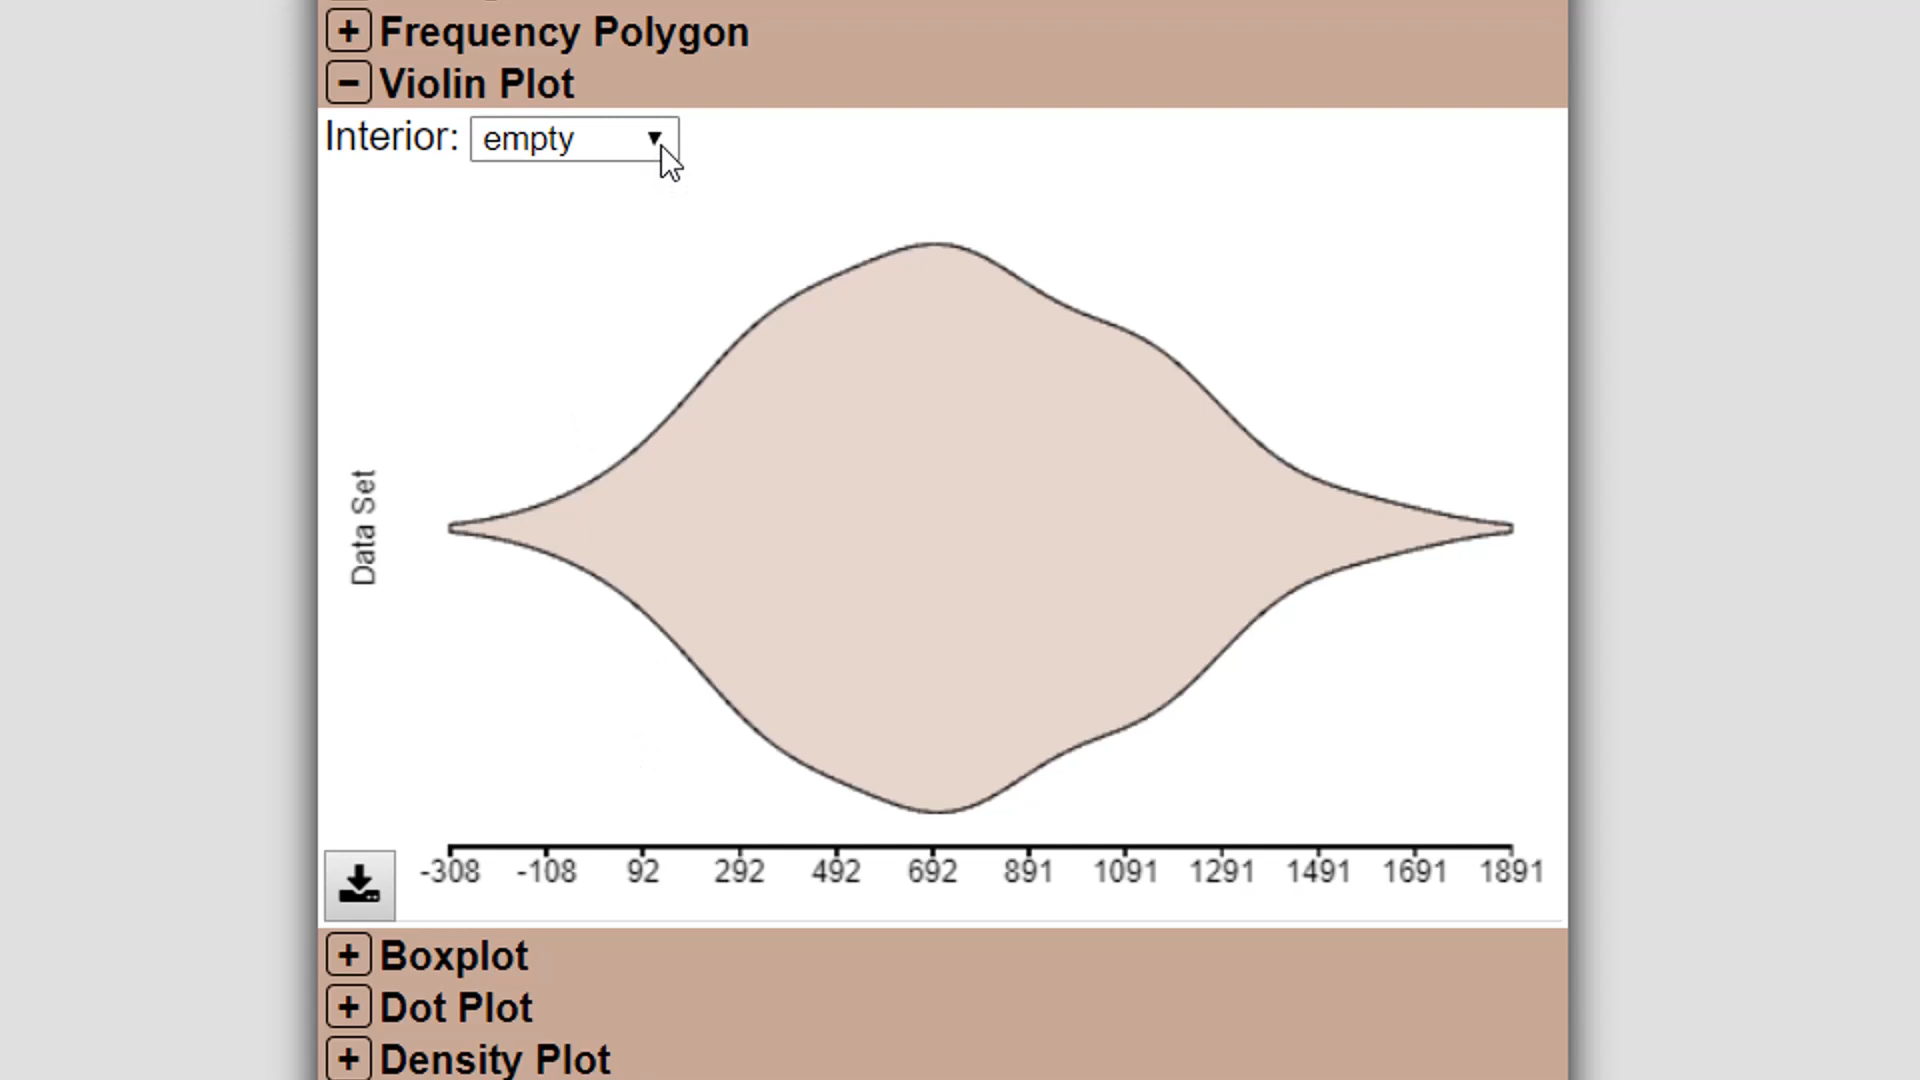 Frequency Polygon
Violin Plot
Interior: empty
Data Set
-308 -108 92 292 492 692 891 1091 1291 1491 1691 1891
Boxplot
Dot Plot
Density Plot